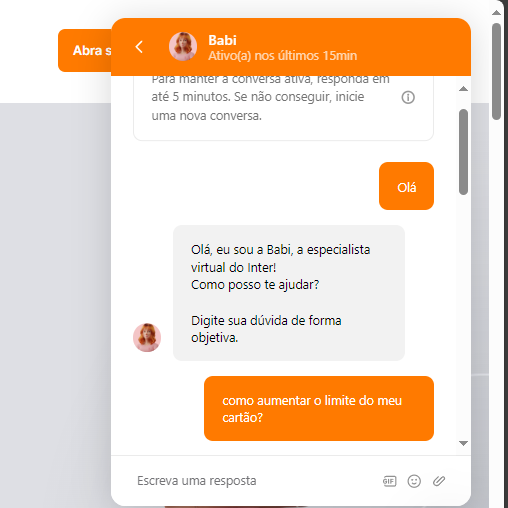 Abra s
Babi
Ativo(a) nos últimos 15min
Para manter a conversa ativa, responda em
até 5 minutos. Se não conseguir, inicie
uma nova conversa.
Olá
Olá, eu sou a Babi, a especialista
virtual do Inter!
Como posso te ajudar?
Digite sua dúvida de forma
objetiva.
como aumentar o limite do meu
cartão?
Escreva uma resposta
GIF